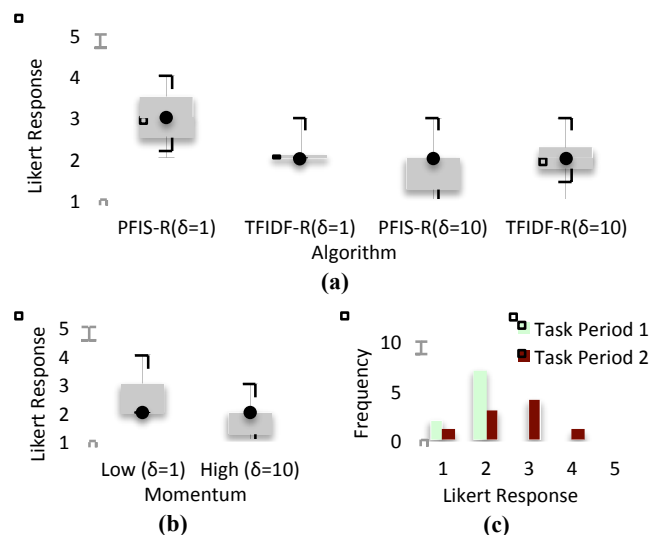 5
4
3
2
1
Likert Response
PFIS-R(δ=1) TFIDF-R(δ=1) PFIS-R(δ=10) TFIDF-R(δ=10)
Algorithm
(a)
5
4
3
2
1
Likert Response
Low (δ=1) High (δ=10)
Momentum
(b)
10
5
0
Frequency
Task Period 1
Task Period 2
1 2 3 4 5
Likert Response
(c)